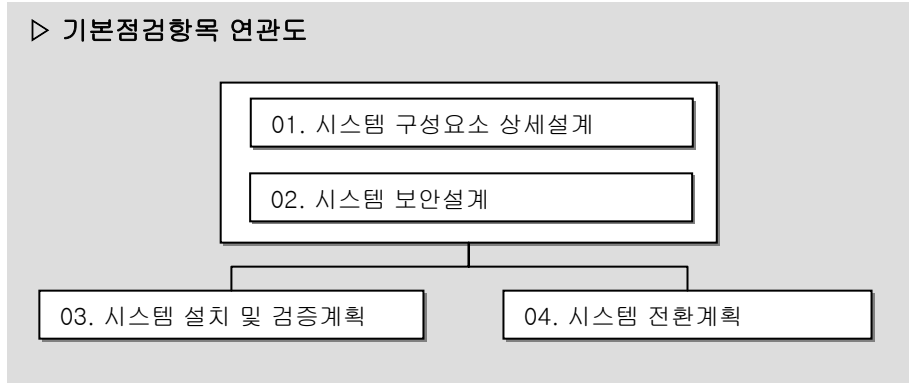 ▷ 기본점검항목 연관도
01. 시스템 구성요소 상세설계
02. 시스템 보안설계
03. 시스템 설치 및 검증계획
04. 시스템 전환계획